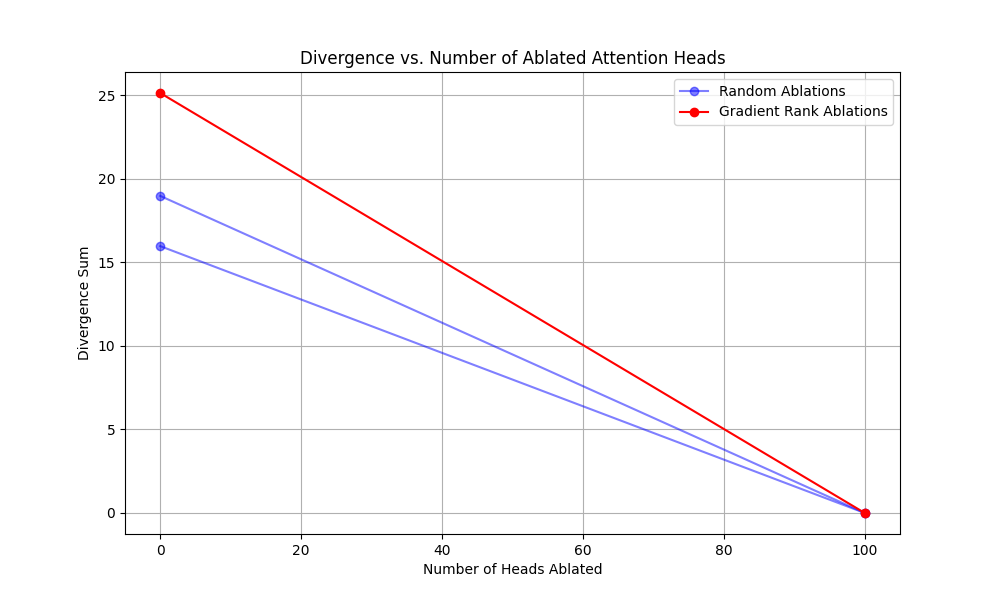 Divergence vs. Number of Ablated Attention Heads
Random Ablations
Gradient Rank Ablations
25
20
15
10
5
0
Divergence Sum
0 20 40 60 80 100
Number of Heads Ablated